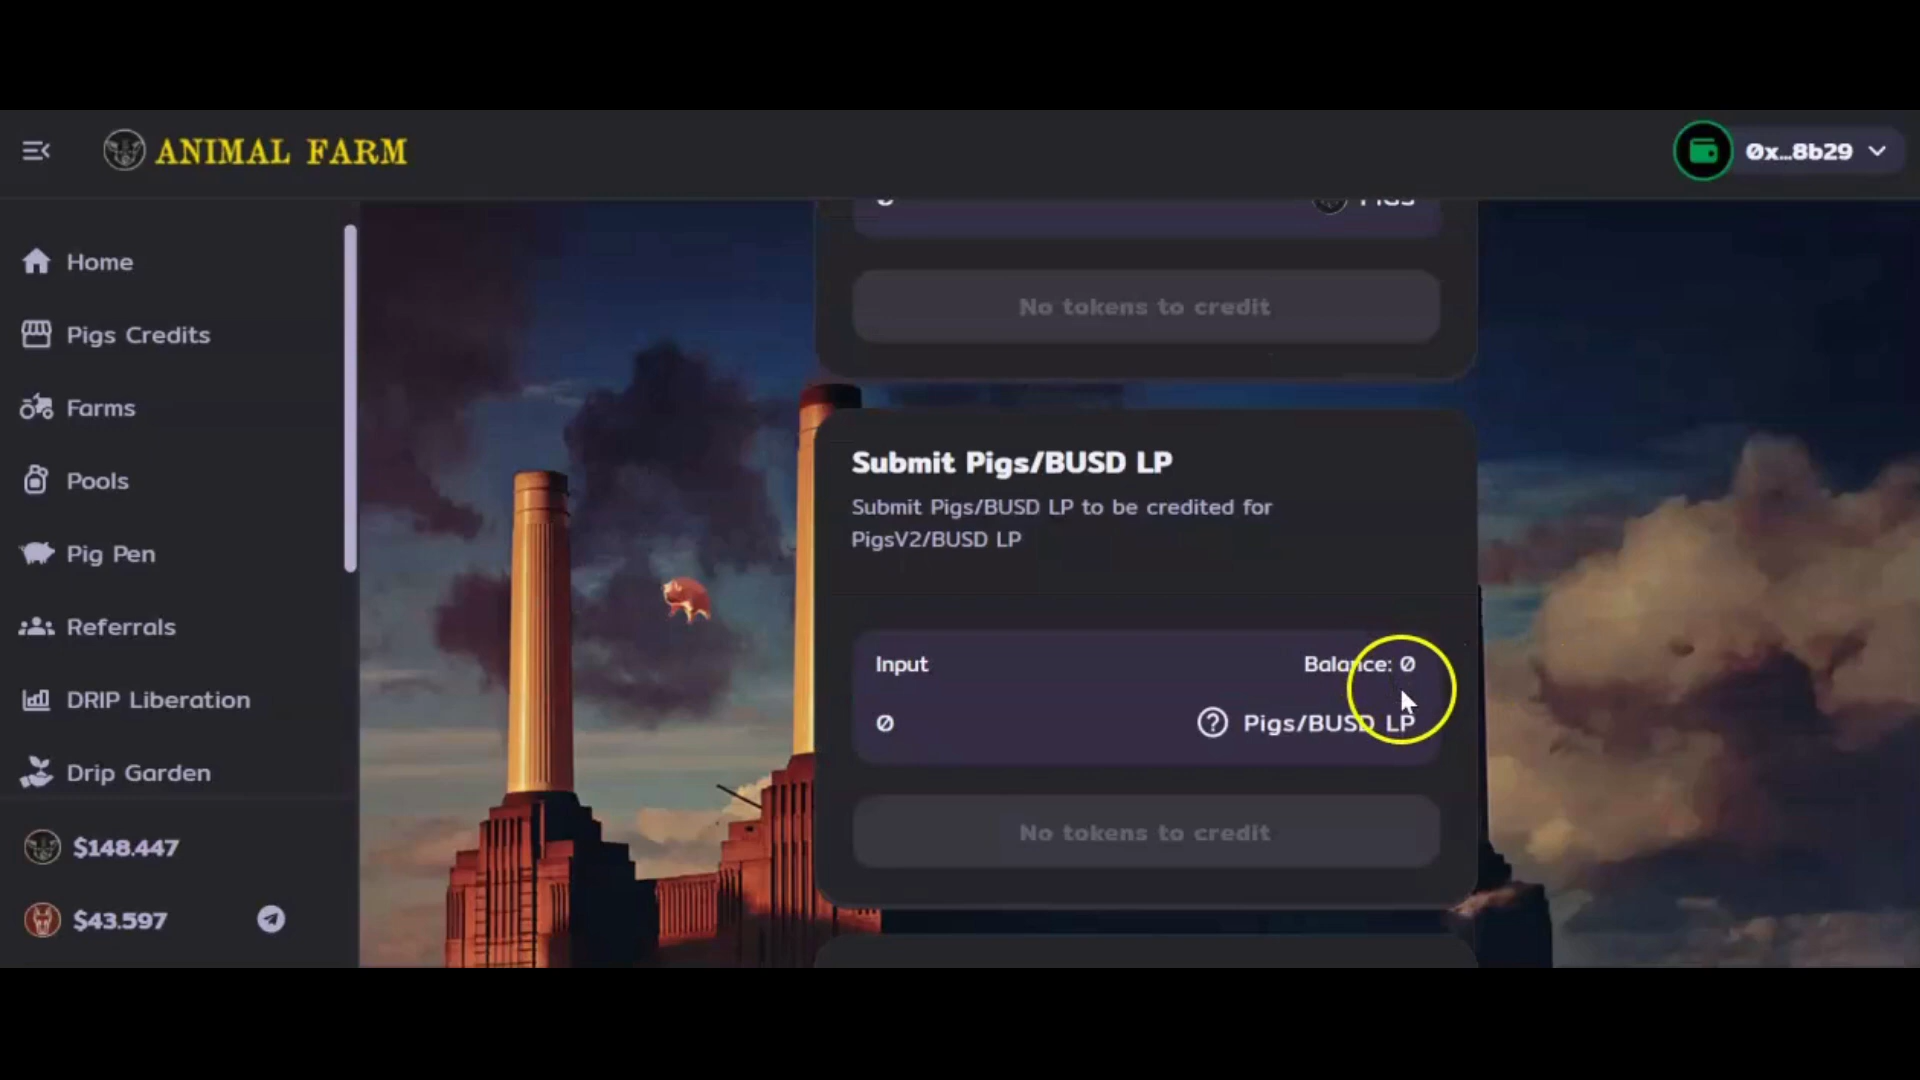 ANIMAL FARM
0x...8b29
Home
Pigs Credits
Farms
Pools
Pig Pen
Referrals
DRIP Liberation
Drip Garden
$148.447
$43.597
0
PIGS
No tokens to credit
Submit Pigs/BUSD LP
Submit Pigs/BUSD LP to be credited for
PigsV2/BUSD LP
Input
Balance: 0
0
Pigs/BUSD LP
No tokens to credit